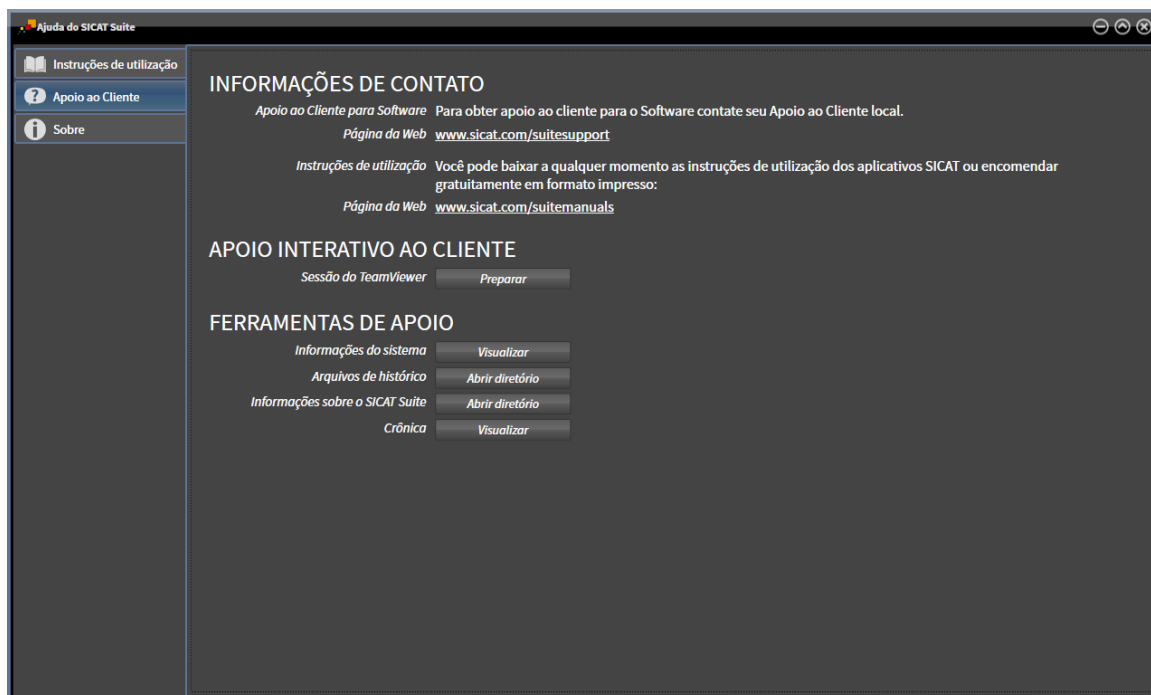 Ajuda do SICAT Suite
Instruções de utilização
Apoio ao Cliente
Sobre
INFORMAÇÕES DE CONTATO
Apoio ao Cliente para Software Para obter apoio ao cliente para o Software contate seu Apoio ao Cliente local.
Página da Web www.sicat.com/suitesupport
Instruções de utilização Você pode baixar a qualquer momento as instruções de utilização dos aplicativos SICAT ou encomendar
gratuitamente em formato impresso:
Página da Web www.sicat.com/suitemanuals
APOIO INTERATIVO AO CLIENTE
Sessão do TeamViewer Preparar
FERRAMENTAS DE APOIO
Informações do sistema Visualizar
Arquivos de histórico Abrir diretório
Informações sobre o SICAT Suite Abrir diretório
Crônica Visualizar